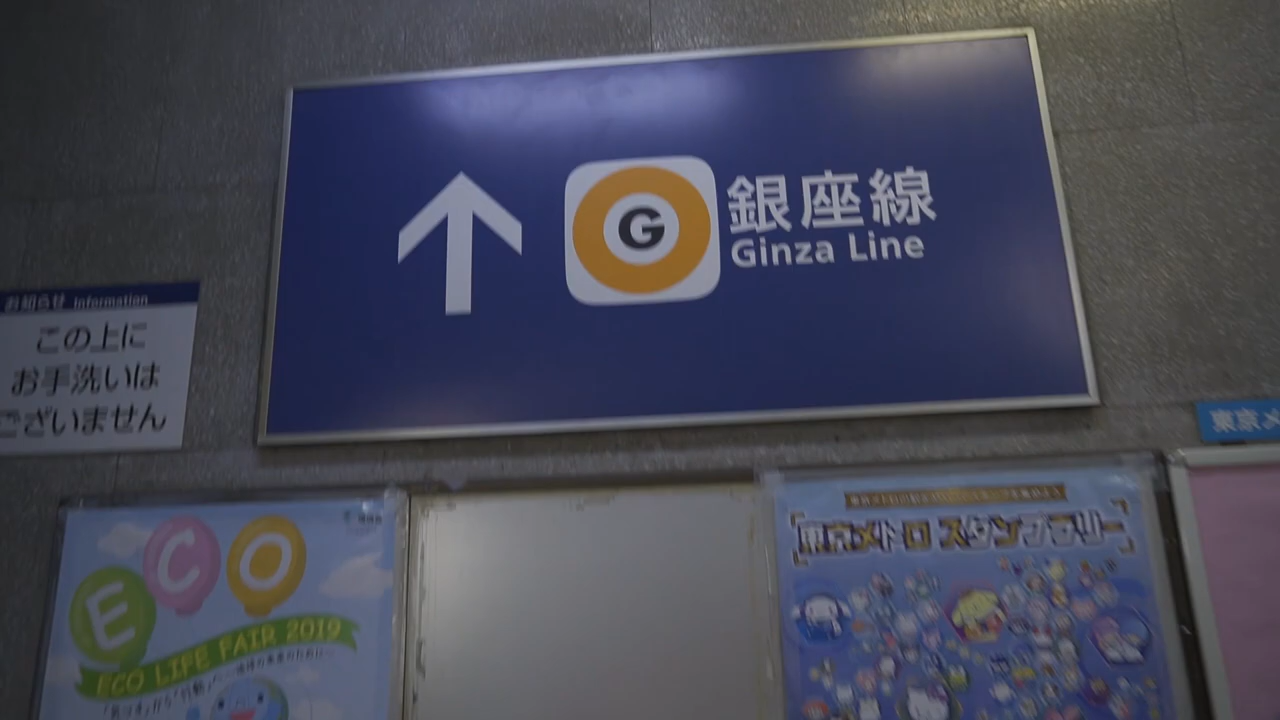 G
銀座線
Ginza Line
お知らせ Information
この上に
お手洗いは
ございません
東京メ
ECO
ECO LIFE FAIR 2019
東京メトロ スタンプラリー